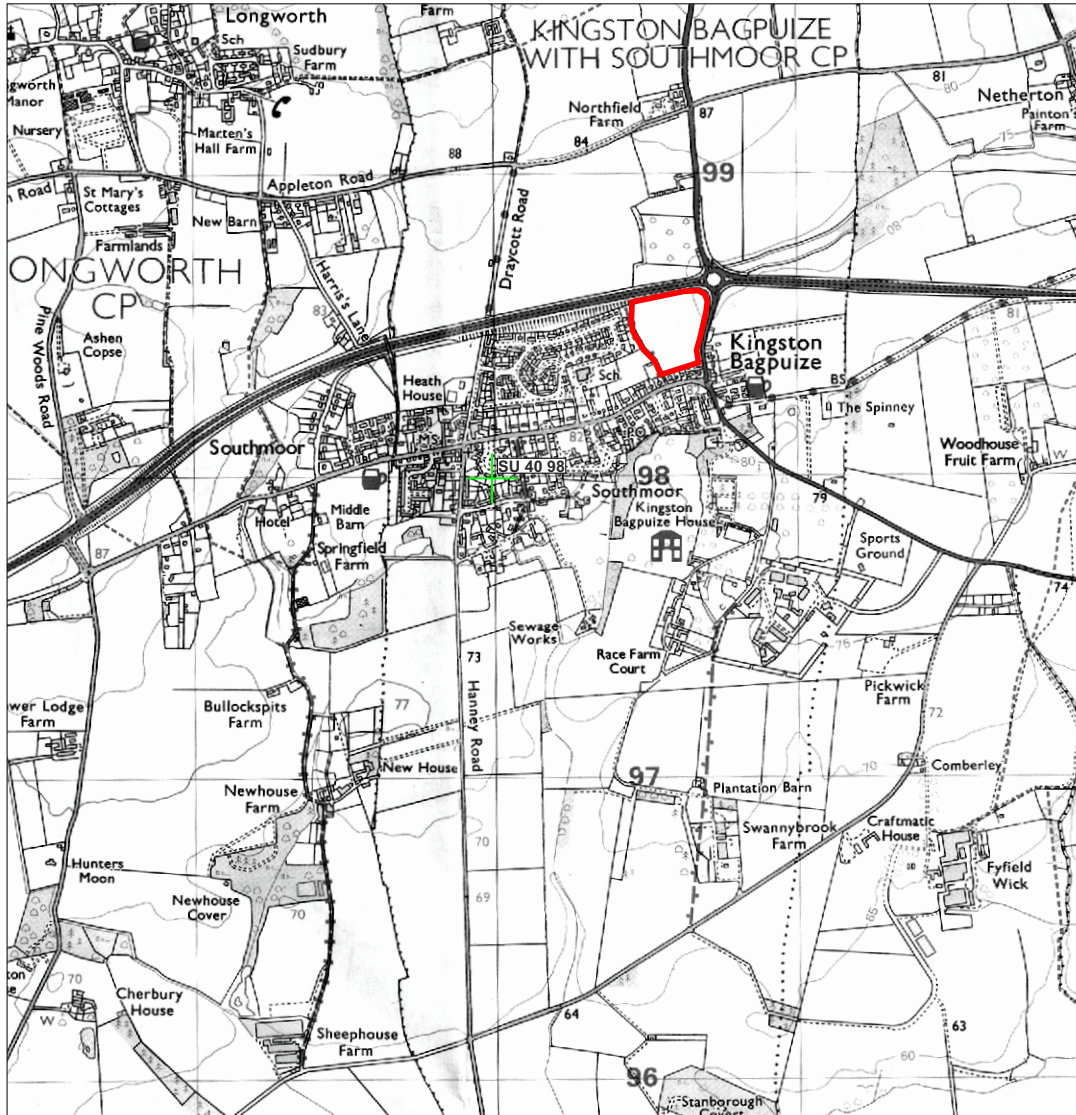 Longworth
Sch
Sudbury
Farm
Farm
KINGSTON BAGPUIZE
WITH SOUTHMOOR CP
81
80
Netherton
Painton's
Farm
75
ngworth
Manor
Nursery
Marten's
Hall Farm
Northfield
Farm
87
84
88
Appleton Road
99
n Road
St Mary's
Cottages
New Barn
Farmlands
Draycott Road
Harris's Lane
ONGWORTH
CP
80
83
81
Pine Woods Road
Ashen
Copse
Kingston
Bagpuize
Sch
Heath
House
BS
The Spinney
MS
82
Southmoor
Woodhouse
Fruit Farm
W
80
SU 40 98
98
79
Southmoor
Kingston
Bagpuize House
Hotel
Middle
Barn
Springfield
Farm
Sports
Ground
87
74
Sewage
Works
Race Farm
Court
76
73
Pickwick
Farm
72
ower Lodge
Farm
Bullockspits
Farm
77
Hanney Road
New House
97
70
Comberley
Newhouse
Farm
Plantation Barn
Craftmatic
House
Swannybrook
Farm
70
Hunters
Moon
Fyfield
Wick
Newhouse
Cover
70
69
65
70
Cherbury
House
W
Sheephouse
Farm
64
63
60
96
Stanborough
Covert